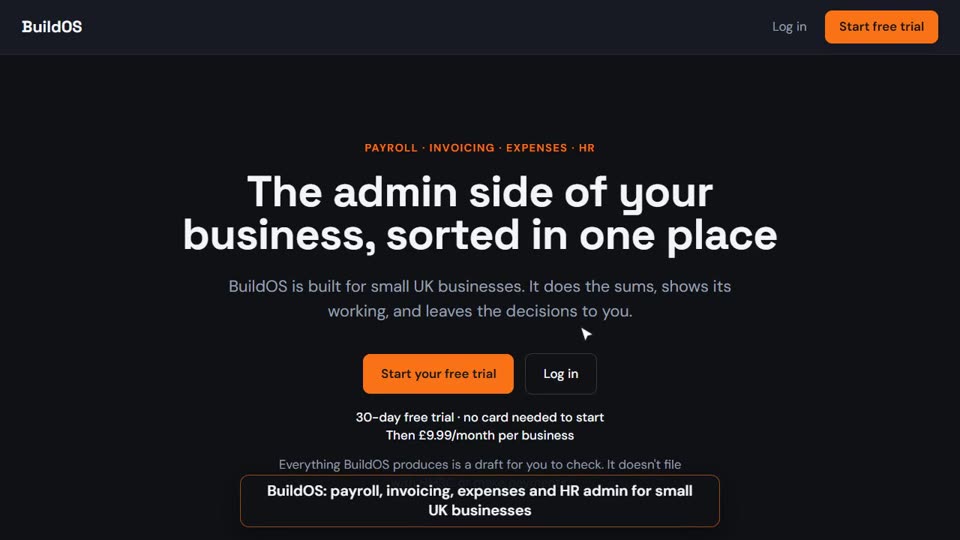 BuildOS
Log in
Start free trial
PAYROLL · INVOICING · EXPENSES · HR
The admin side of your
business, sorted in one place
BuildOS is built for small UK businesses. It does the sums, shows its
working, and leaves the decisions to you.
Start your free trial
Log in
30-day free trial · no card needed to start
Then £9.99/month per business
Everything BuildOS produces is a draft for you to check. It doesn't file
BuildOS: payroll, invoicing, expenses and HR admin for small
UK businesses